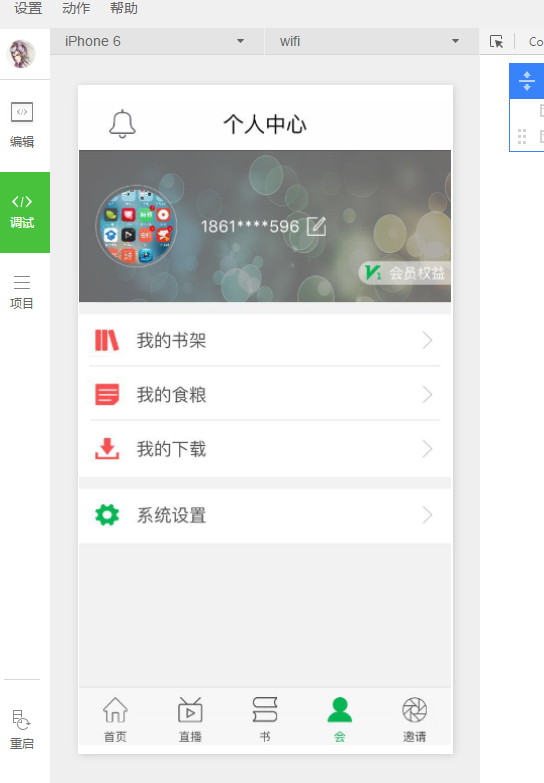 设置 动作 帮助
iPhone 6 wifi Co
编辑
调试
项目
重启
个人中心
1861****596
V1 会员权益
我的书架
我的食粮
我的下载
系统设置
首页 直播 书 会 邀请